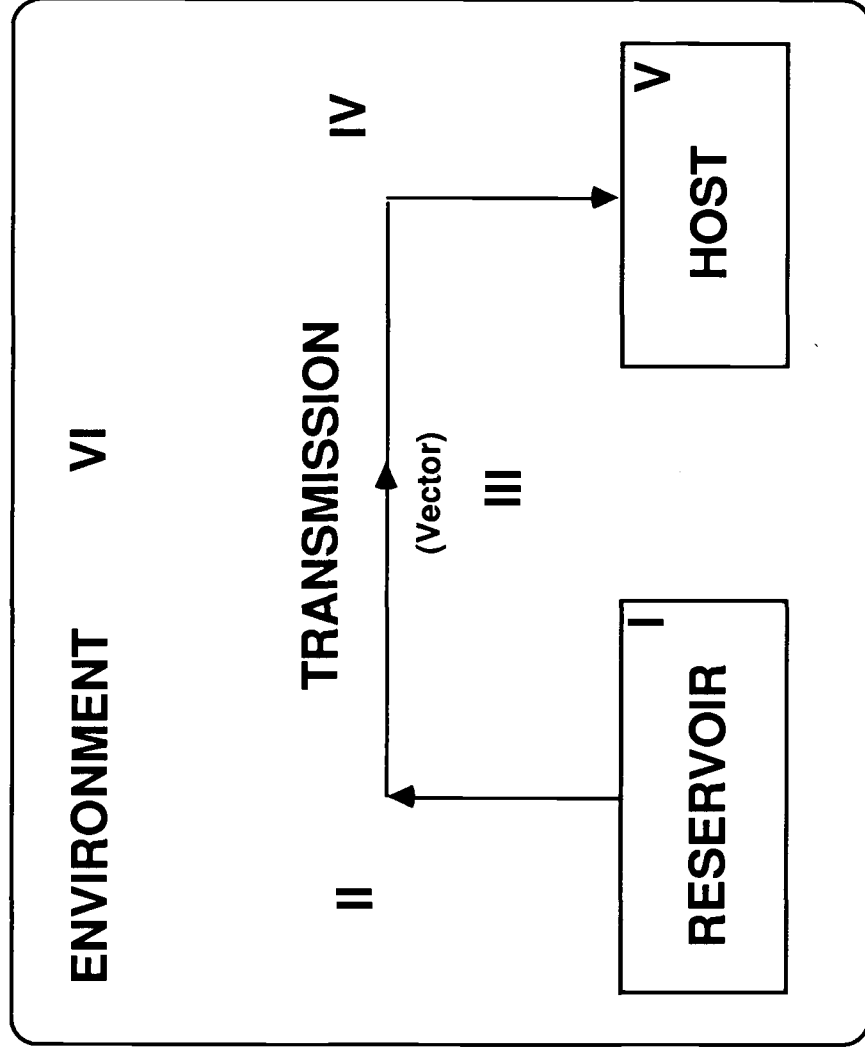 ENVIRONMENT VI
TRANSMISSION
II
IV
(Vector)
III
I
RESERVOIR
V
HOST